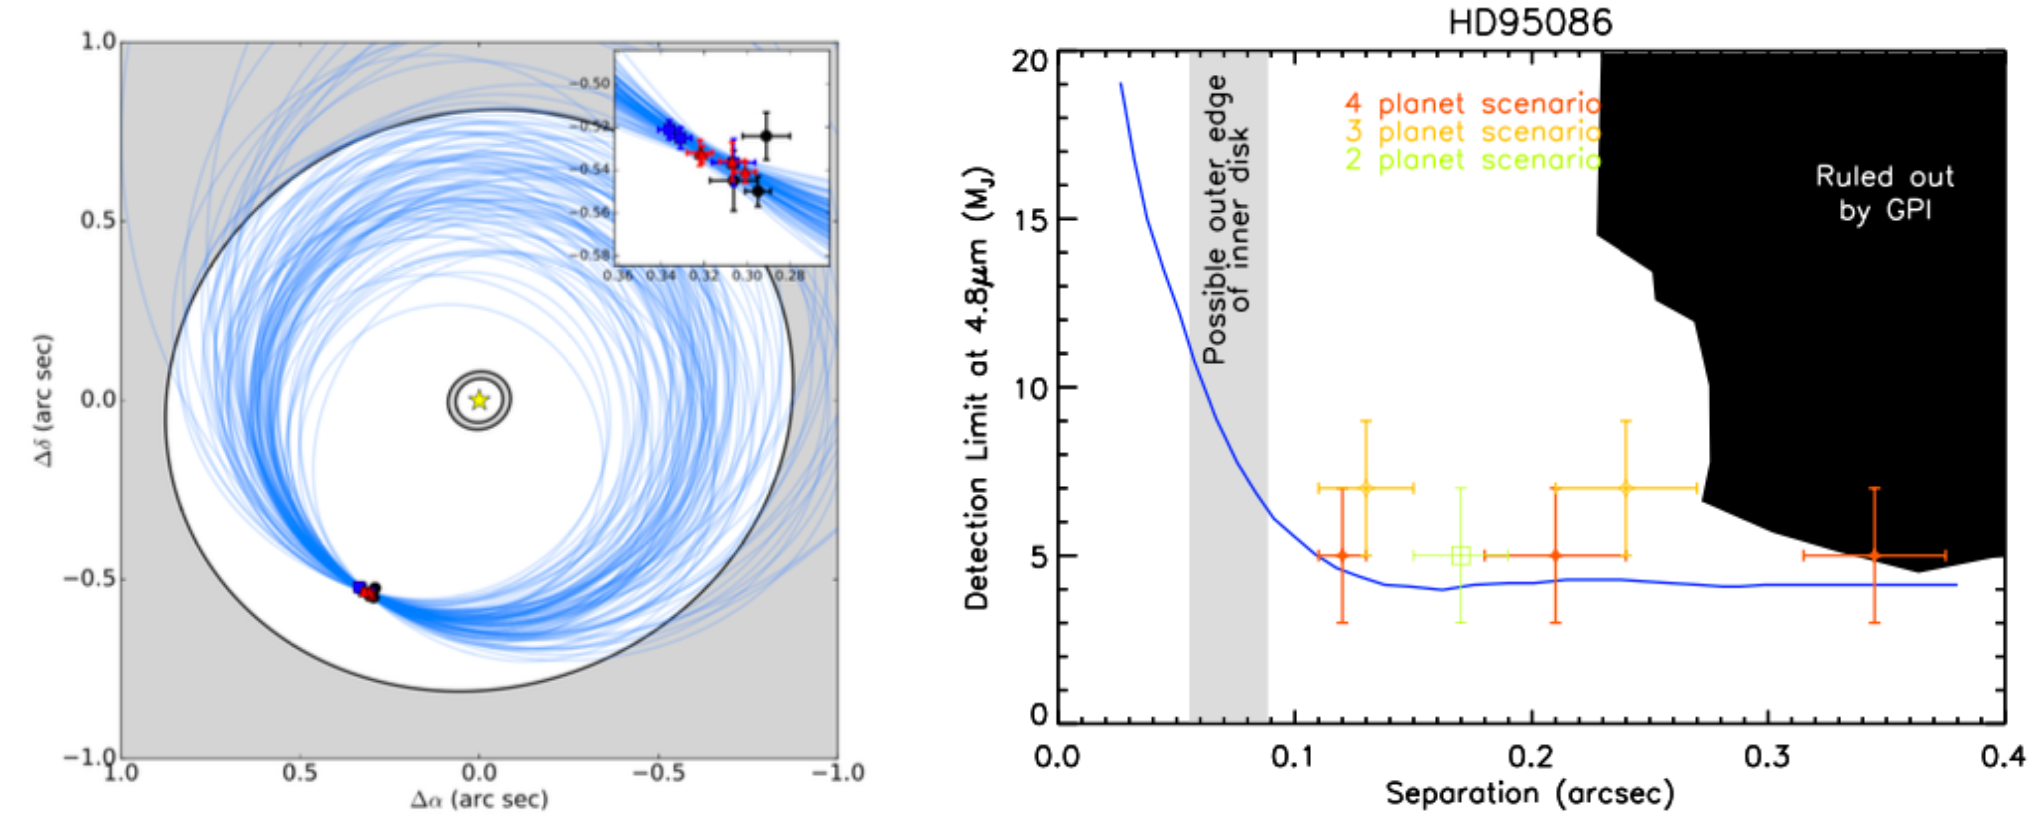 1.0
0.5
0.0
−0.5
−1.0
1.0
0.5
0.0
−0.5
−1.0
Δα (arc sec)
Δδ (arc sec)
−0.50
−0.52
−0.54
−0.56
−0.58
0.36
0.34
0.32
0.30
0.28
HD95086
20
15
10
5
0
0.0
0.1
0.2
0.3
0.4
Separation (arcsec)
Detection Limit at 4.8μm (MJ)
Possible outer edge
of inner disk
4 planet scenario
3 planet scenario
2 planet scenario
Ruled out
by GPI